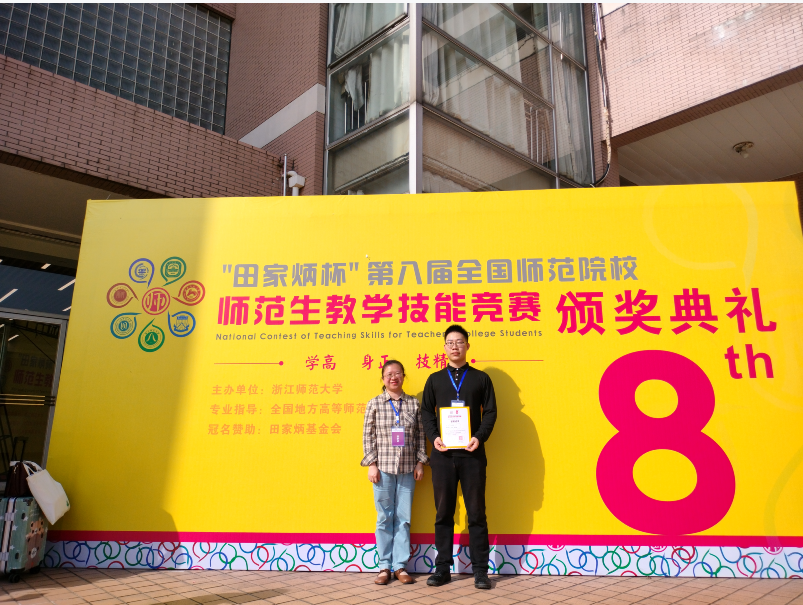 "田家炳杯"第八届全国师范院校
师范生教学技能竞赛 颁奖典礼
National Contest of Teaching Skills for Teachers College Students
学高 身正 技精
8th
主办单位：浙江师范大学
专业指导：全国地方高等师范
冠名赞助：田家炳基金会